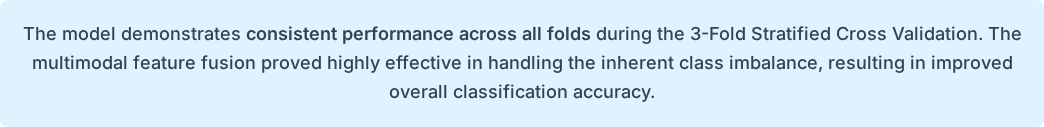 The model demonstrates consistent performance across all folds during the 3-Fold Stratified Cross Validation. The
multimodal feature fusion proved highly effective in handling the inherent class imbalance, resulting in improved
overall classification accuracy.